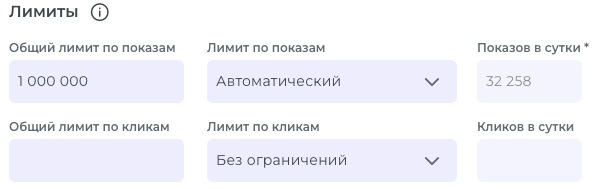 Лимиты
Общий лимит по показам Лимит по показам Показов в сутки *
1 000 000 Автоматический 32 258
Общий лимит по кликам Лимит по кликам Кликов в сутки
Без ограничений